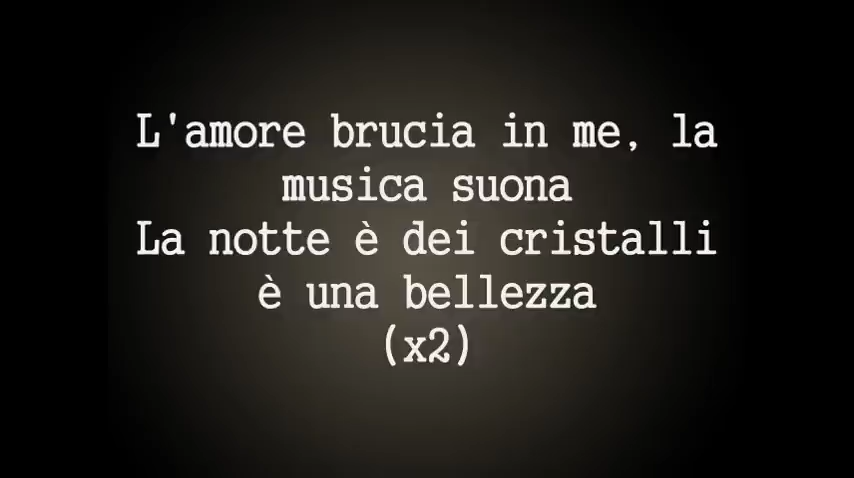 L'amore brucia in me, la
musica suona
La notte è dei cristalli
è una bellezza
(x2)